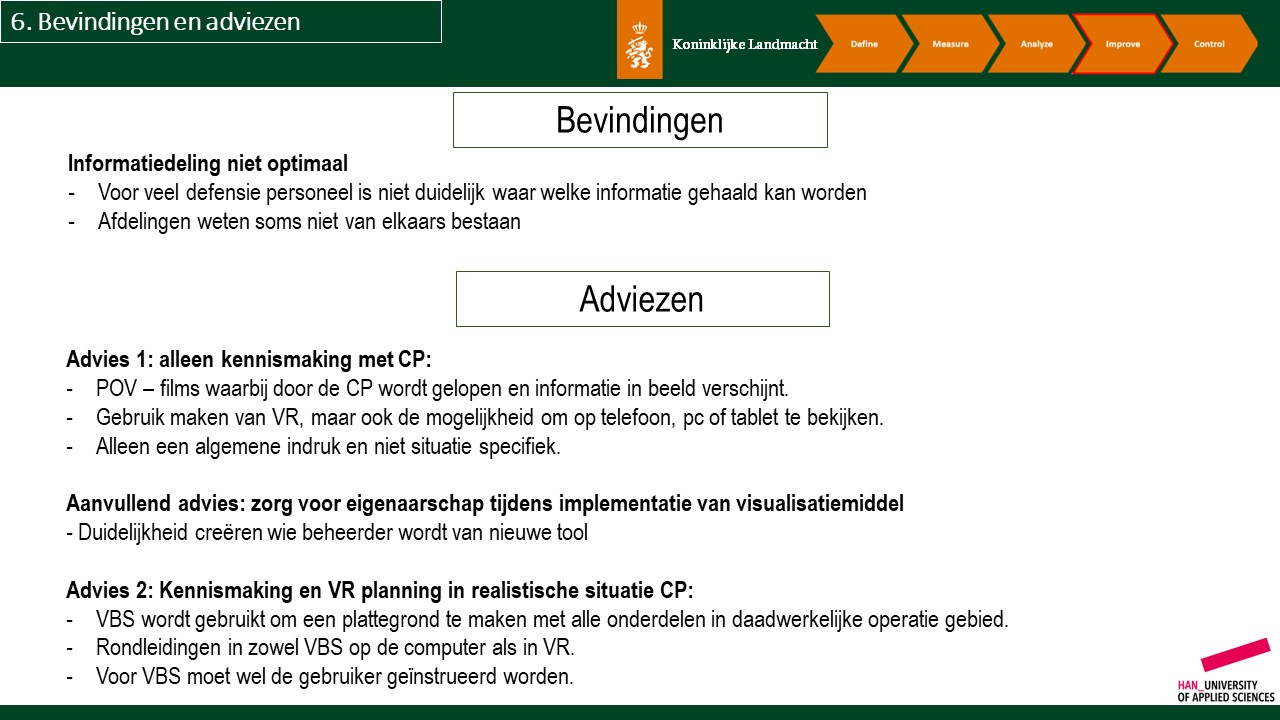 6. Bevindingen en adviezen
Koninklijke Landmacht
Define
Measure
Analyze
Improve
Control
Bevindingen
Informatiedeling niet optimaal
- Voor veel defensie personeel is niet duidelijk waar welke informatie gehaald kan worden
- Afdelingen weten soms niet van elkaars bestaan
Adviezen
Advies 1: alleen kennismaking met CP:
- POV – films waarbij door de CP wordt gelopen en informatie in beeld verschijnt.
- Gebruik maken van VR, maar ook de mogelijkheid om op telefoon, pc of tablet te bekijken.
- Alleen een algemene indruk en niet situatie specifiek.
Aanvullend advies: zorg voor eigenaarschap tijdens implementatie van visualisatiemiddel
- Duidelijkheid creëren wie beheerder wordt van nieuwe tool
Advies 2: Kennismaking en VR planning in realistische situatie CP:
- VBS wordt gebruikt om een plattegrond te maken met alle onderdelen in daadwerkelijke operatie gebied.
- Rondleidingen in zowel VBS op de computer als in VR.
- Voor VBS moet wel de gebruiker geïnstrueerd worden.
HAN_UNIVERSITY
OF APPLIED SCIENCES